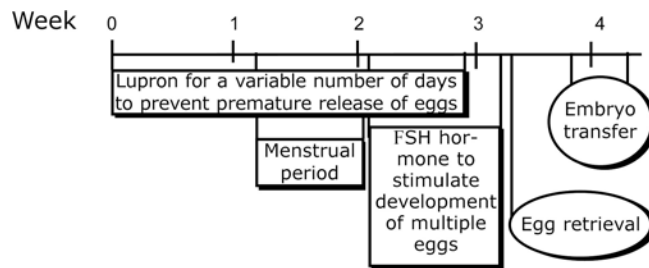 Week
0 1 2 3 4
Lupron for a variable number of days
to prevent premature release of eggs
Menstrual
period
FSH hor-
mone to
stimulate
development
of multiple
eggs
Embryo
transfer
Egg retrieval